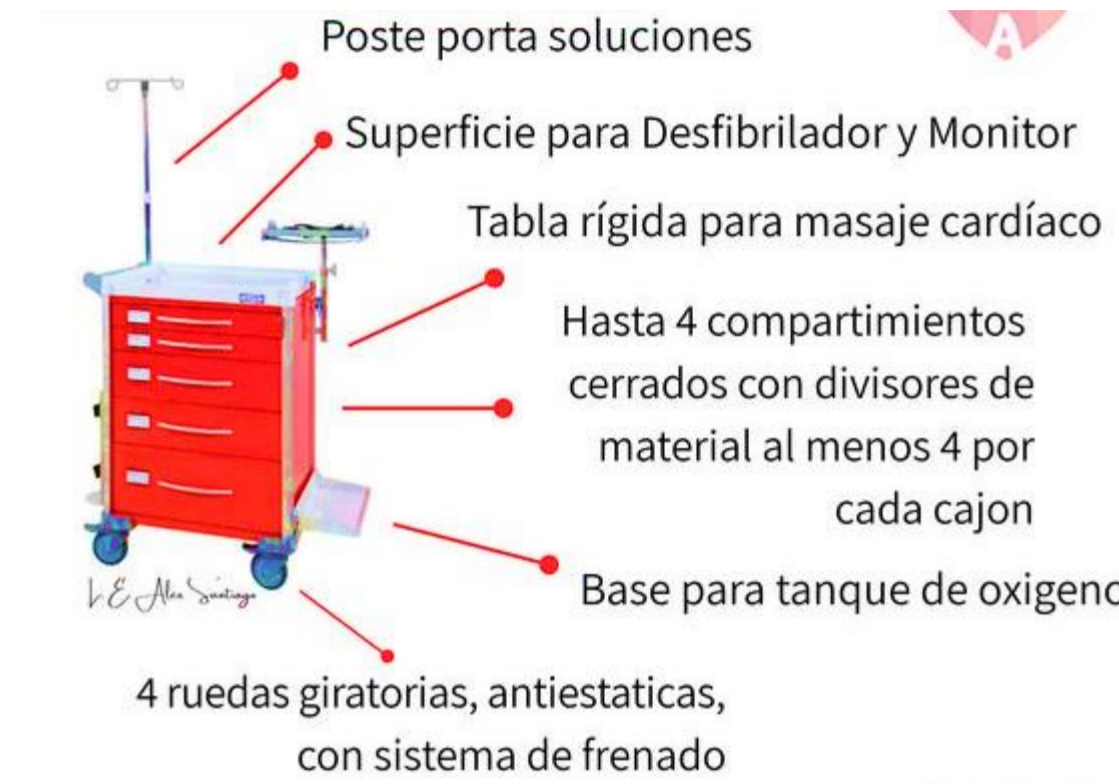 A
Poste porta soluciones
Superficie para Desfibrilador y Monitor
Tabla rígida para masaje cardíaco
Hasta 4 compartimientos
cerrados con divisores de
material al menos 4 por
cada cajon
Base para tanque de oxigeno
L E Alex Santiago
4 ruedas giratorias, antiestaticas,
con sistema de frenado